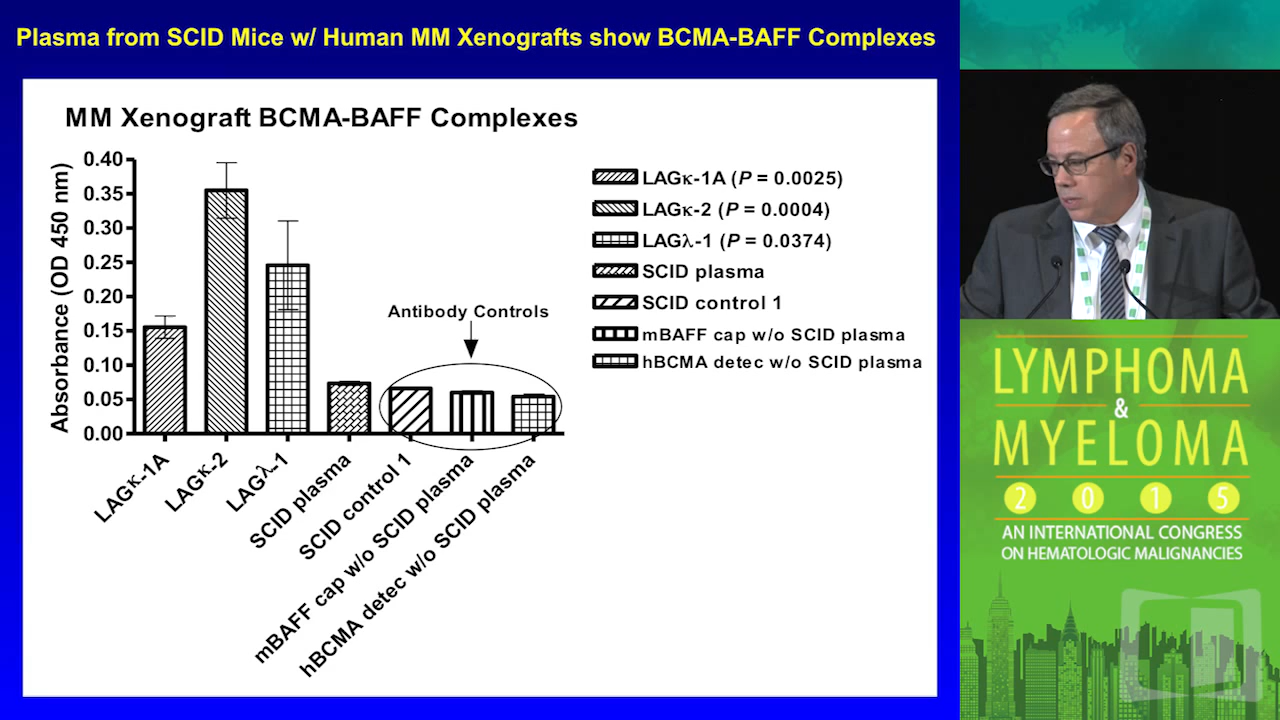 Plasma from SCID Mice w/ Human MM Xenografts show BCMA-BAFF Complexes
MM Xenograft BCMA-BAFF Complexes
Absorbance (OD 450 nm)
0.40
0.35
0.30
0.25
0.20
0.15
0.10
0.05
0.00
LAGκ-1A
LAGκ-2
LAGλ-1
SCID plasma
SCID control 1
mBAFF cap w/o SCID plasma
hBCMA detec w/o SCID plasma
Antibody Controls
LAGκ-1A (P = 0.0025)
LAGκ-2 (P = 0.0004)
LAGλ-1 (P = 0.0374)
SCID plasma
SCID control 1
mBAFF cap w/o SCID plasma
hBCMA detec w/o SCID plasma
LYMPHOMA
&
MYELOMA
2 0 1 5
AN INTERNATIONAL CONGRESS
ON HEMATOLOGIC MALIGNANCIES